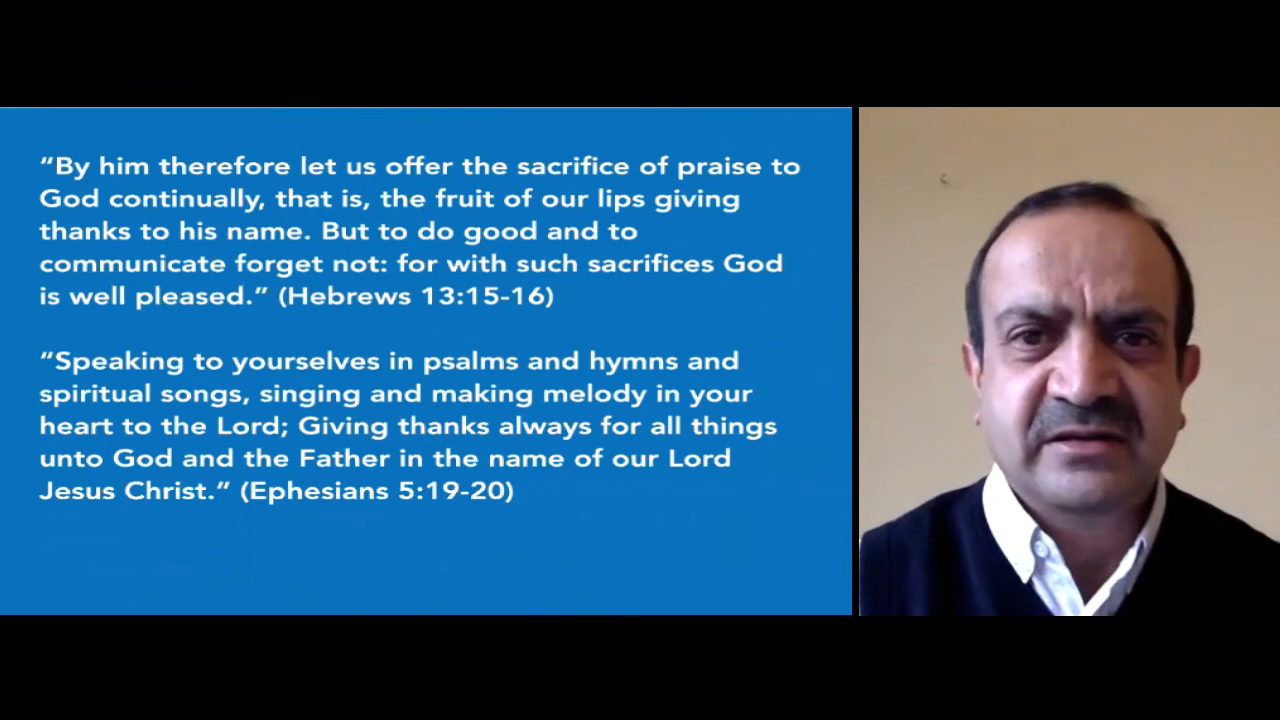 “By him therefore let us offer the sacrifice of praise to
God continually, that is, the fruit of our lips giving
thanks to his name. But to do good and to
communicate forget not: for with such sacrifices God
is well pleased.” (Hebrews 13:15-16)
“Speaking to yourselves in psalms and hymns and
spiritual songs, singing and making melody in your
heart to the Lord; Giving thanks always for all things
unto God and the Father in the name of our Lord
Jesus Christ.” (Ephesians 5:19-20)